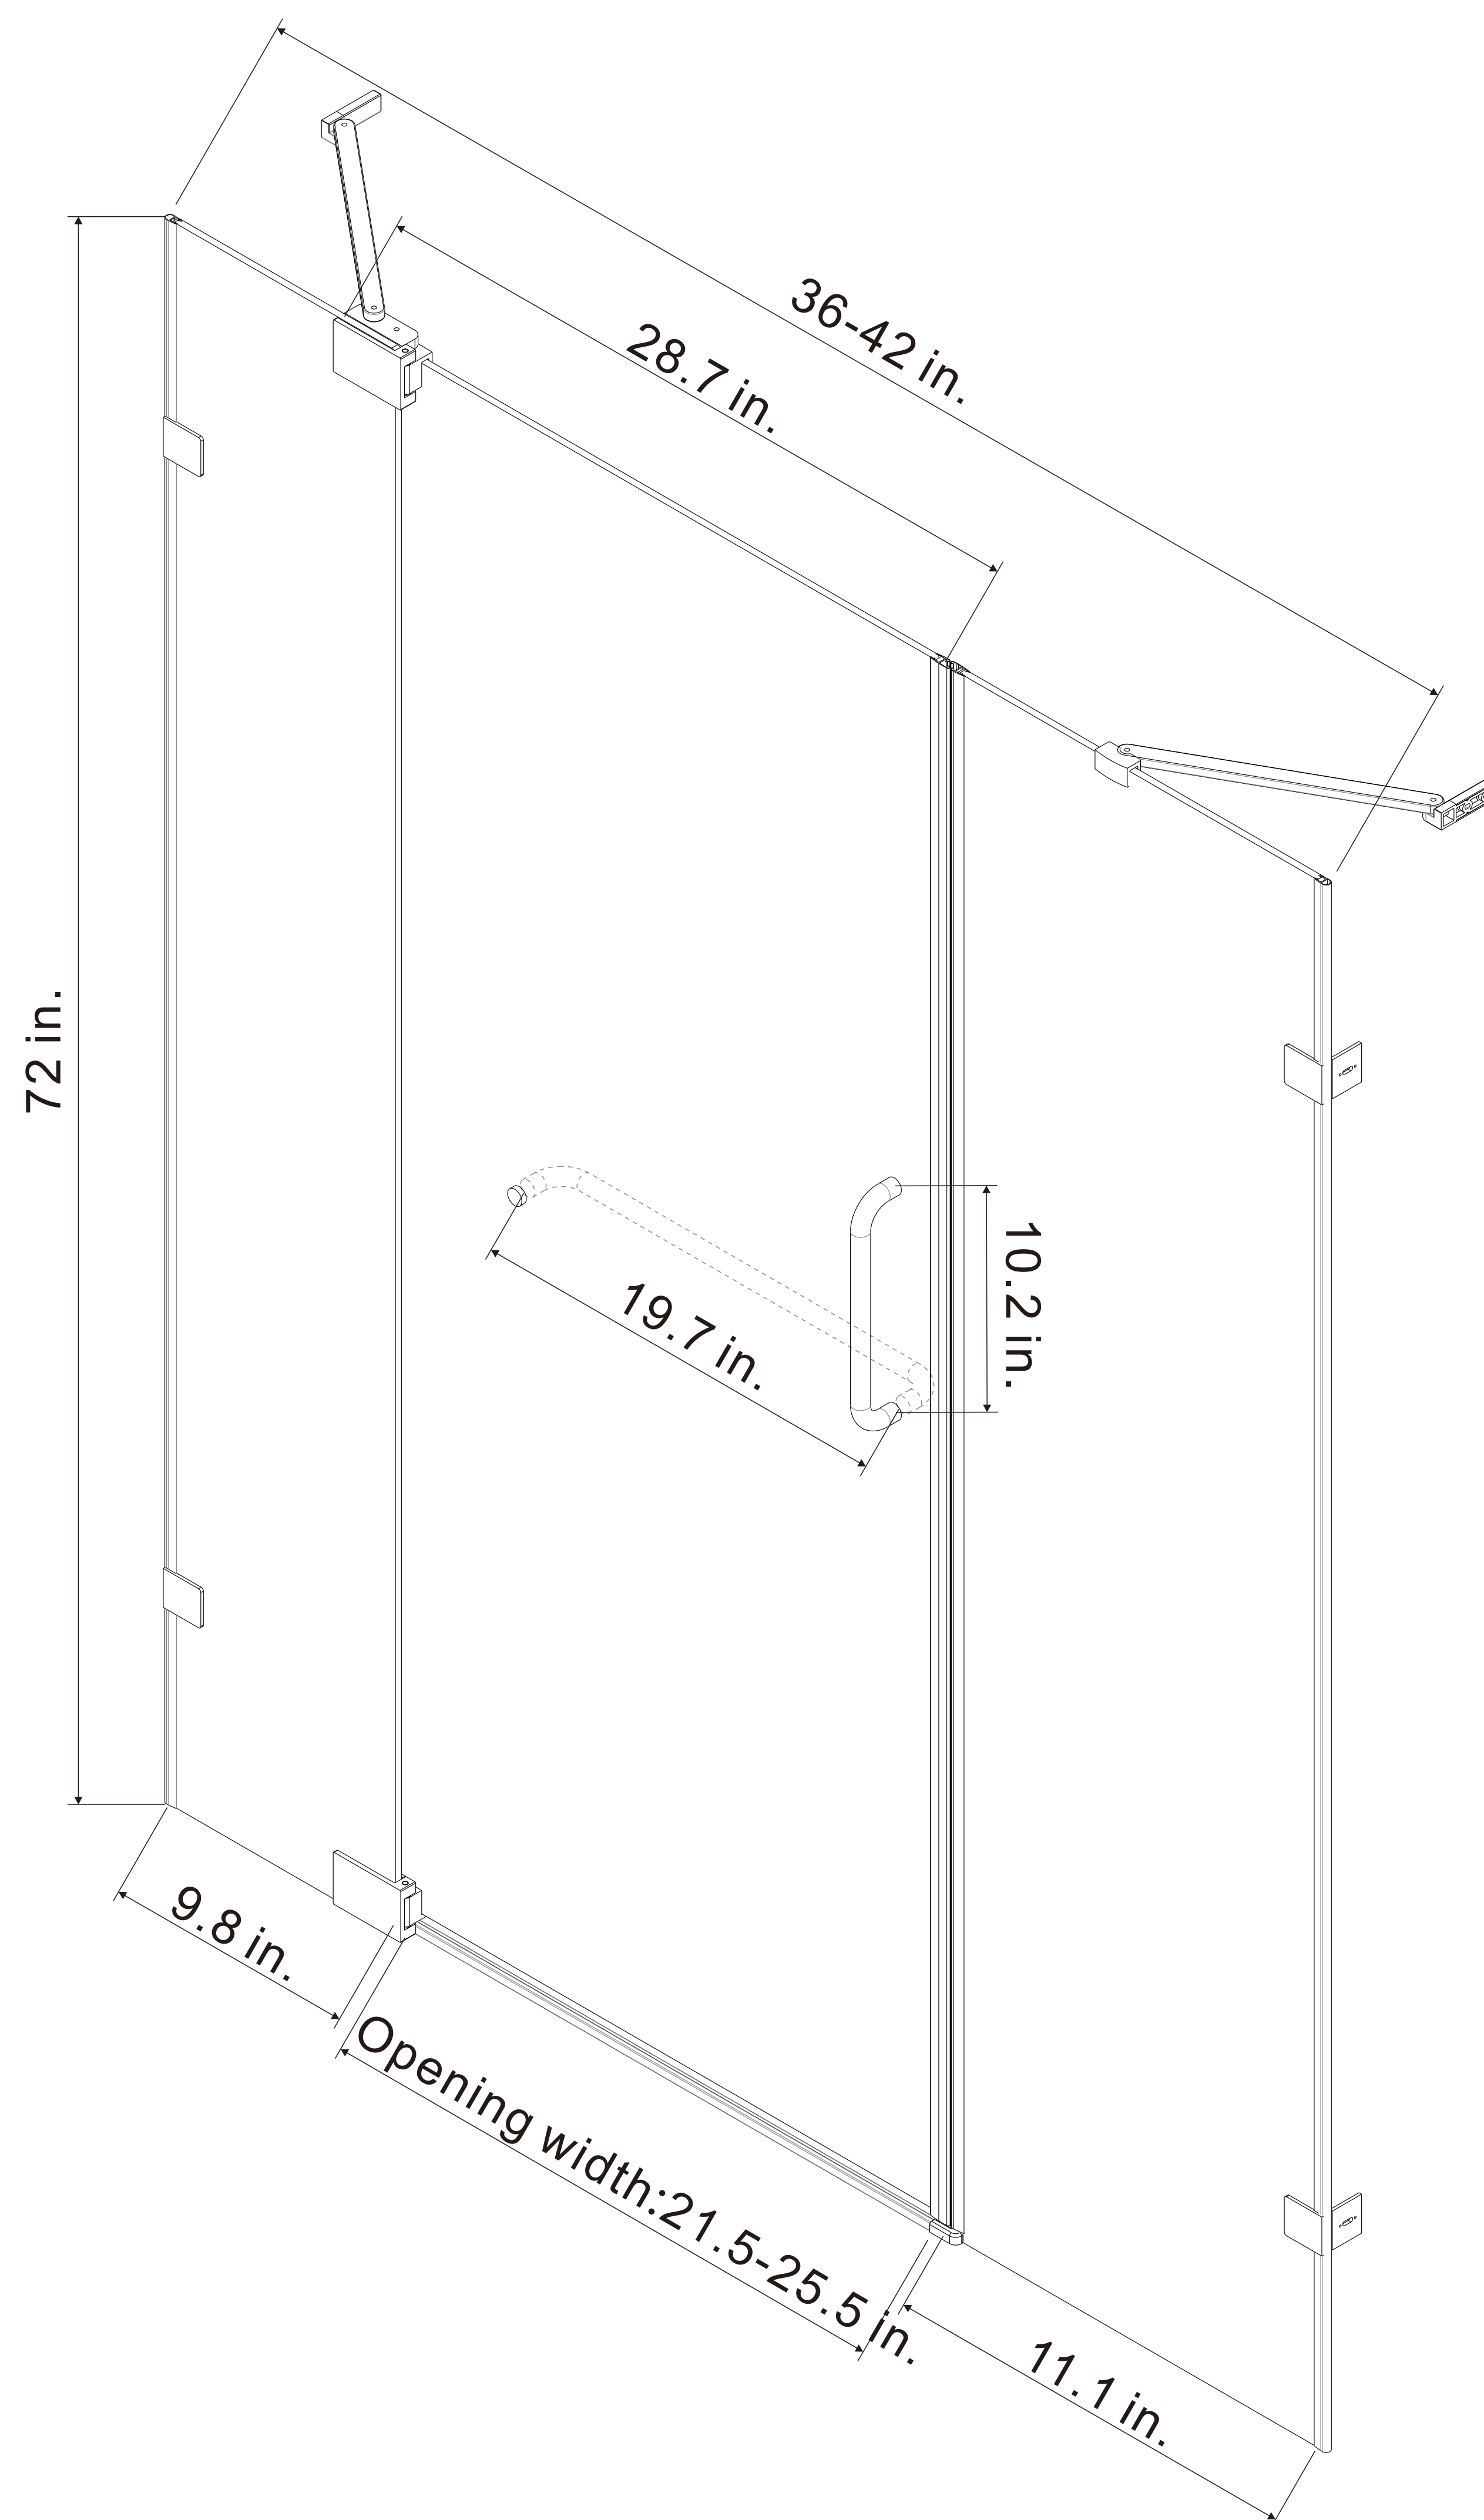 36-42 in.
28.7 in.
72 in.
10.2 in.
19.7 in.
9.8 in.
Opening width:21.5-25.5 in.
11.1 in.